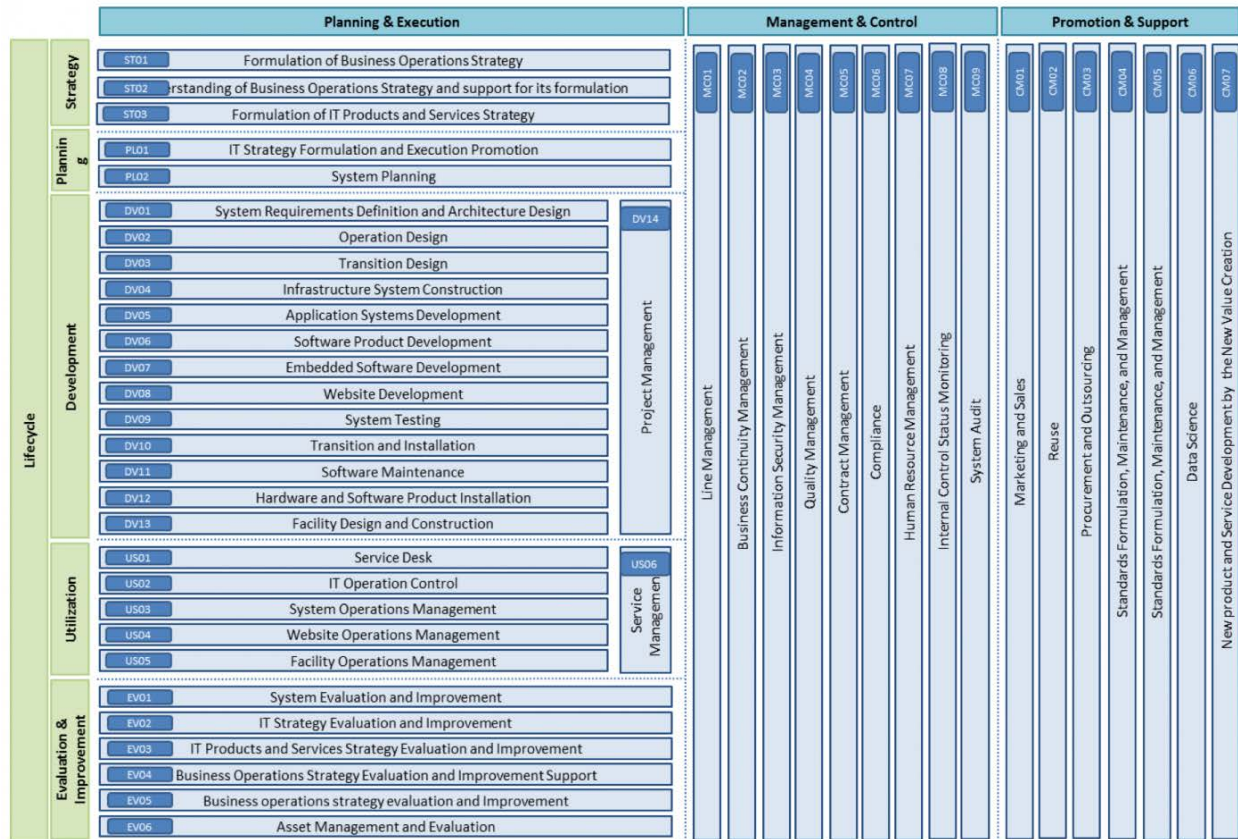 Planning & Execution
Management & Control
Promotion & Support
Lifecycle
Strategy
ST01 Formulation of Business Operations Strategy
ST02 erstanding of Business Operations Strategy and support for its formulation
ST03 Formulation of IT Products and Services Strategy
Plannin
g
PL01 IT Strategy Formulation and Execution Promotion
PL02 System Planning
Development
DV01 System Requirements Definition and Architecture Design
DV02 Operation Design
DV03 Transition Design
DV04 Infrastructure System Construction
DV05 Application Systems Development
DV06 Software Product Development
DV07 Embedded Software Development
DV08 Website Development
DV09 System Testing
DV10 Transition and Installation
DV11 Software Maintenance
DV12 Hardware and Software Product Installation
DV13 Facility Design and Construction
DV14
Project Management
Utilization
US01 Service Desk
US02 IT Operation Control
US03 System Operations Management
US04 Website Operations Management
US05 Facility Operations Management
US06
Service
Management
Evaluation &
Improvement
EV01 System Evaluation and Improvement
EV02 IT Strategy Evaluation and Improvement
EV03 IT Products and Services Strategy Evaluation and Improvement
EV04 Business Operations Strategy Evaluation and Improvement Support
EV05 Business operations strategy evaluation and Improvement
EV06 Asset Management and Evaluation
MC01 Line Management
MC02 Business Continuity Management
MC03 Information Security Management
MC04 Quality Management
MC05 Contract Management
MC06 Compliance
MC07 Human Resource Management
MC08 Internal Control Status Monitoring
MC09 System Audit
CM01 Marketing and Sales
CM02 Reuse
CM03 Procurement and Outsourcing
CM04 Standards Formulation, Maintenance, and Management
CM05 Standards Formulation, Maintenance, and Management
CM06 Data Science
CM07 New product and Service Development by the New Value Creation